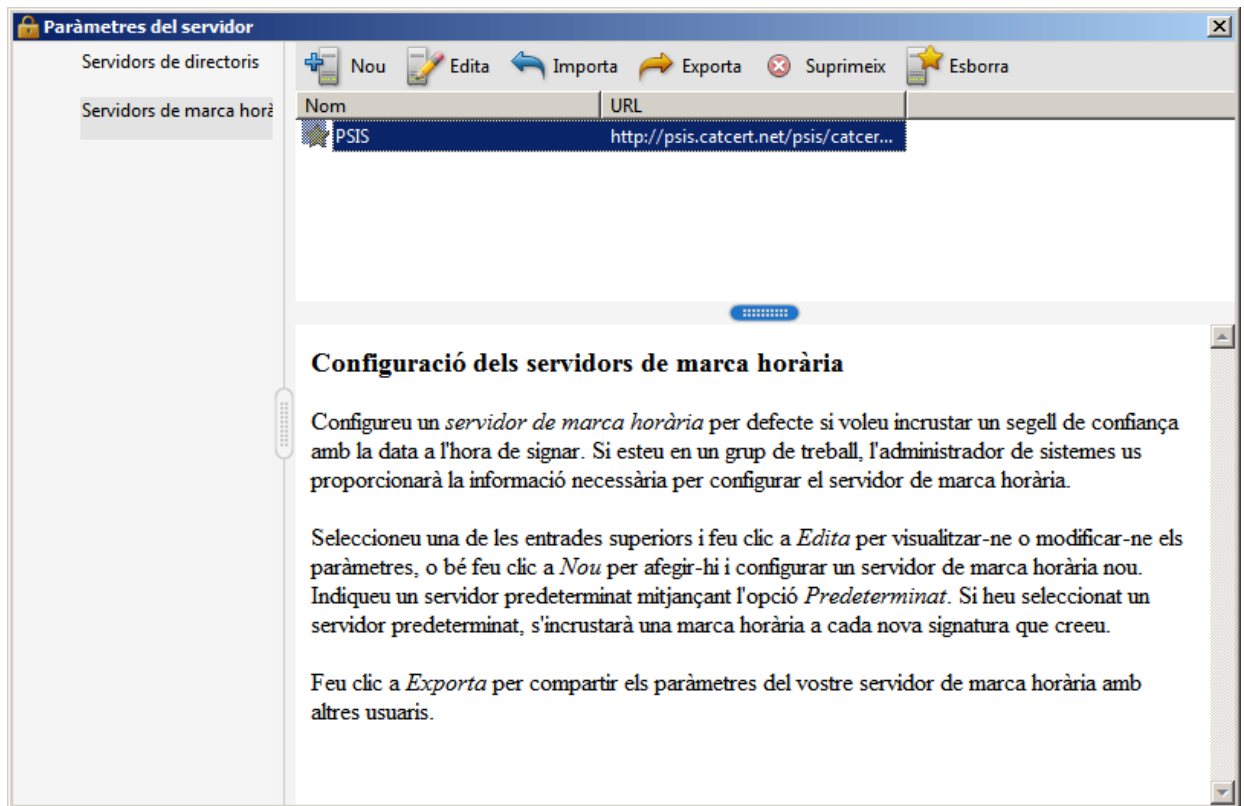 Paràmetres del servidor
Servidors de directoris
Servidors de marca horà
Nou Edita Importa Exporta Suprimeix Esborra
Nom URL
PSIS http://psis.catcert.net/psis/catcer...
Configuració dels servidors de marca horària
Configureu un servidor de marca horària per defecte si voleu incrustar un segell de confiança
amb la data a l'hora de signar. Si esteu en un grup de treball, l'administrador de sistemes us
proporcionarà la informació necessària per configurar el servidor de marca horària.
Seleccioneu una de les entrades superiors i feu clic a Edita per visualitzar-ne o modificar-ne els
paràmetres, o bé feu clic a Nou per afegir-hi i configurar un servidor de marca horària nou.
Indiqueu un servidor predeterminat mitjançant l'opció Predeterminat. Si heu seleccionat un
servidor predeterminat, s'incrustarà una marca horària a cada nova signatura que creeu.
Feu clic a Exporta per compartir els paràmetres del vostre servidor de marca horària amb
altres usuaris.